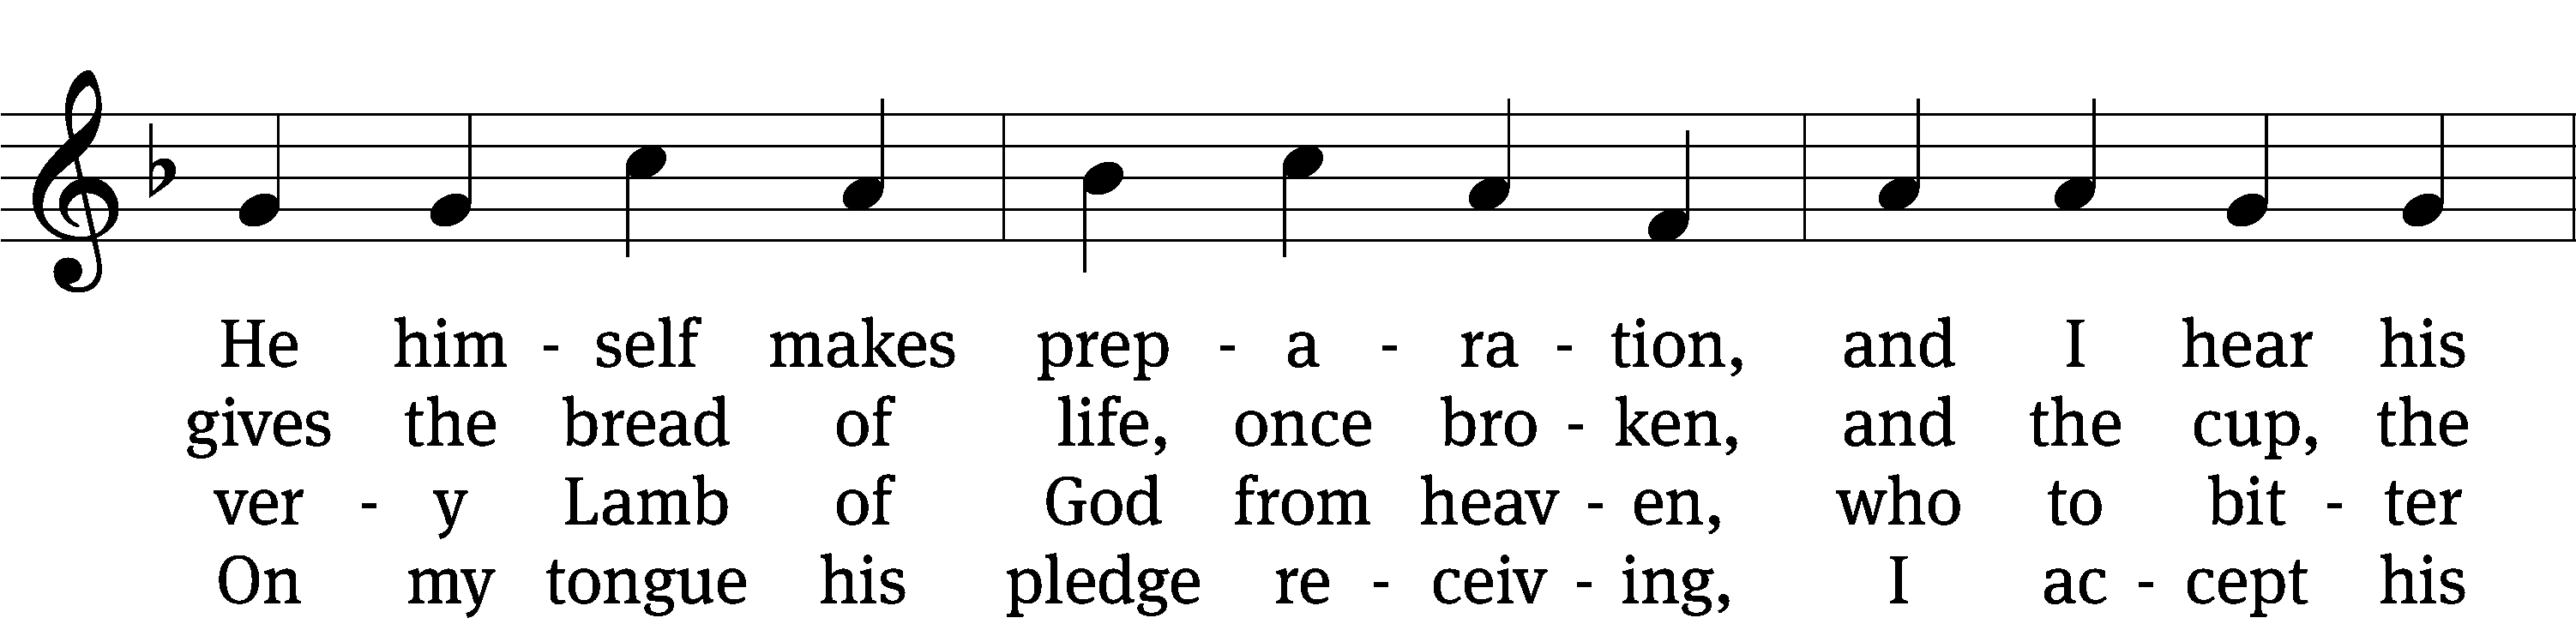 He him - self makes prep - a - ra - tion, and I hear his
gives the bread of life, once bro - ken, and the cup, the
ver - y Lamb of God from heav - en, who to bit - ter
On my tongue his pledge re - ceiv - ing, I ac - cept his